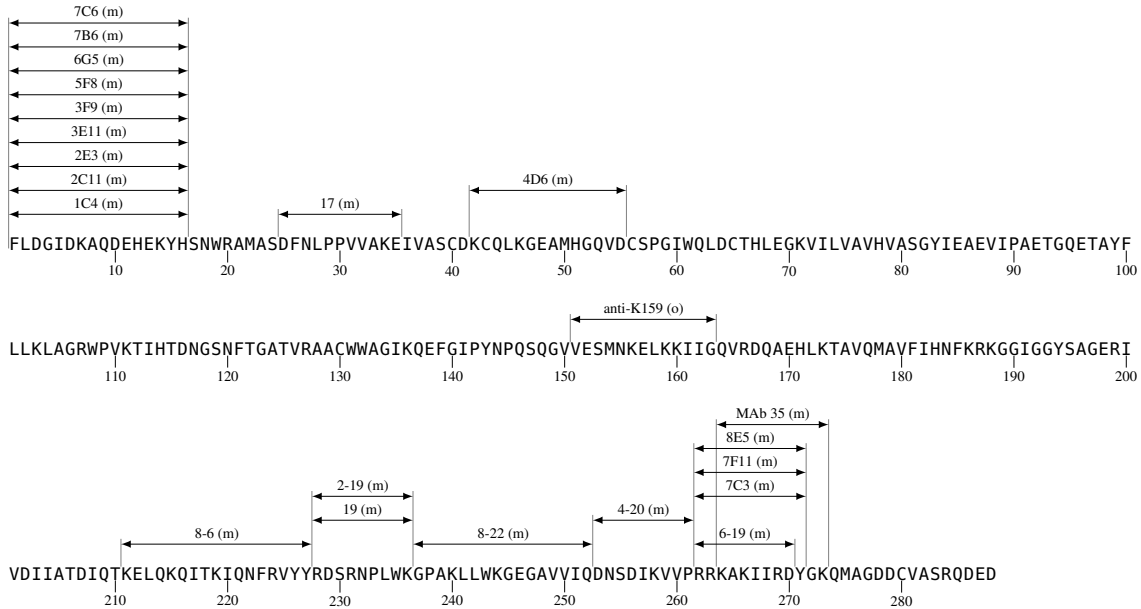 7C6 (m)
7B6 (m)
6G5 (m)
5F8 (m)
3F9 (m)
3E11 (m)
2E3 (m)
2C11 (m)
1C4 (m)
17 (m)
4D6 (m)
FLDGIDKAQDEHEKYHSNWRAMASDFNLPPVVAKEIVASCDKCQLKGEAMHGQVDCSPGIWQLDCTHLEGKVILVAVHVASGYIEAEVIPAETGQETAYF
10 20 30 40 50 60 70 80 90 100
anti-K159 (o)
LLKLAGRWPVKTIHTDNGSNFTGATVRAACWWAGIKQEFGIPYNPQSQGVVESMNKELKKIIGQVRDQAEHLKTAVQMAVFIHNFKRKGGIGGYSAGERI
110 120 130 140 150 160 170 180 190 200
MAb 35 (m)
8E5 (m)
7F11 (m)
2-19 (m)
7C3 (m)
19 (m)
4-20 (m)
8-6 (m)
8-22 (m)
6-19 (m)
VDIIATDIQTKELQKQITKIQNFRVYYRDSRNPLWKGPAKLLWKGEGAVVIQDNSDIKVVPRRKAKIIRDYGKQMAGDDCVASRQDED
210 220 230 240 250 260 270 280